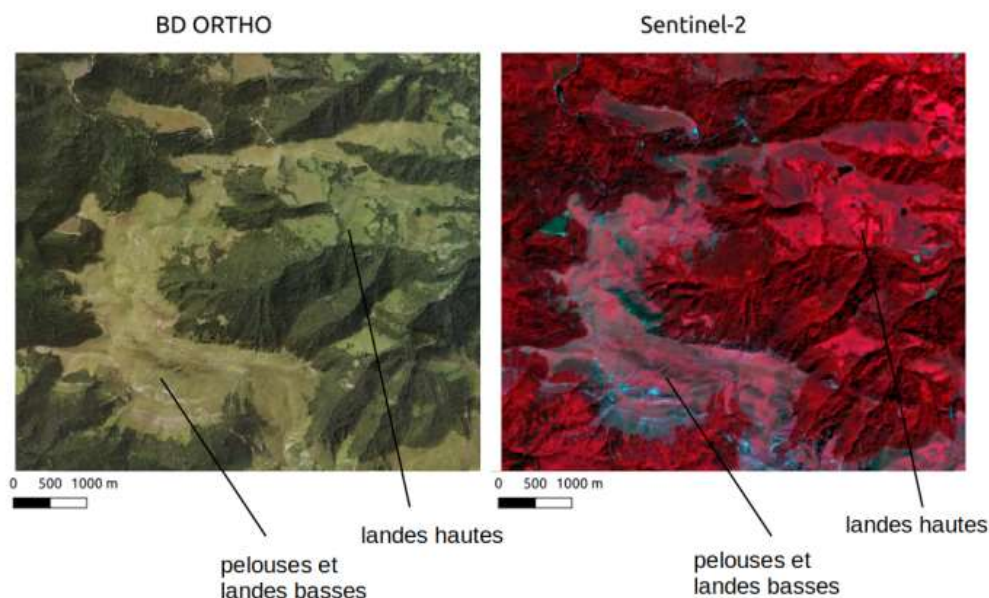 BD ORTHO
Sentinel-2
0 500 1000 m
0 500 1000 m
landes hautes
landes hautes
pelouses et
landes basses
pelouses et
landes basses